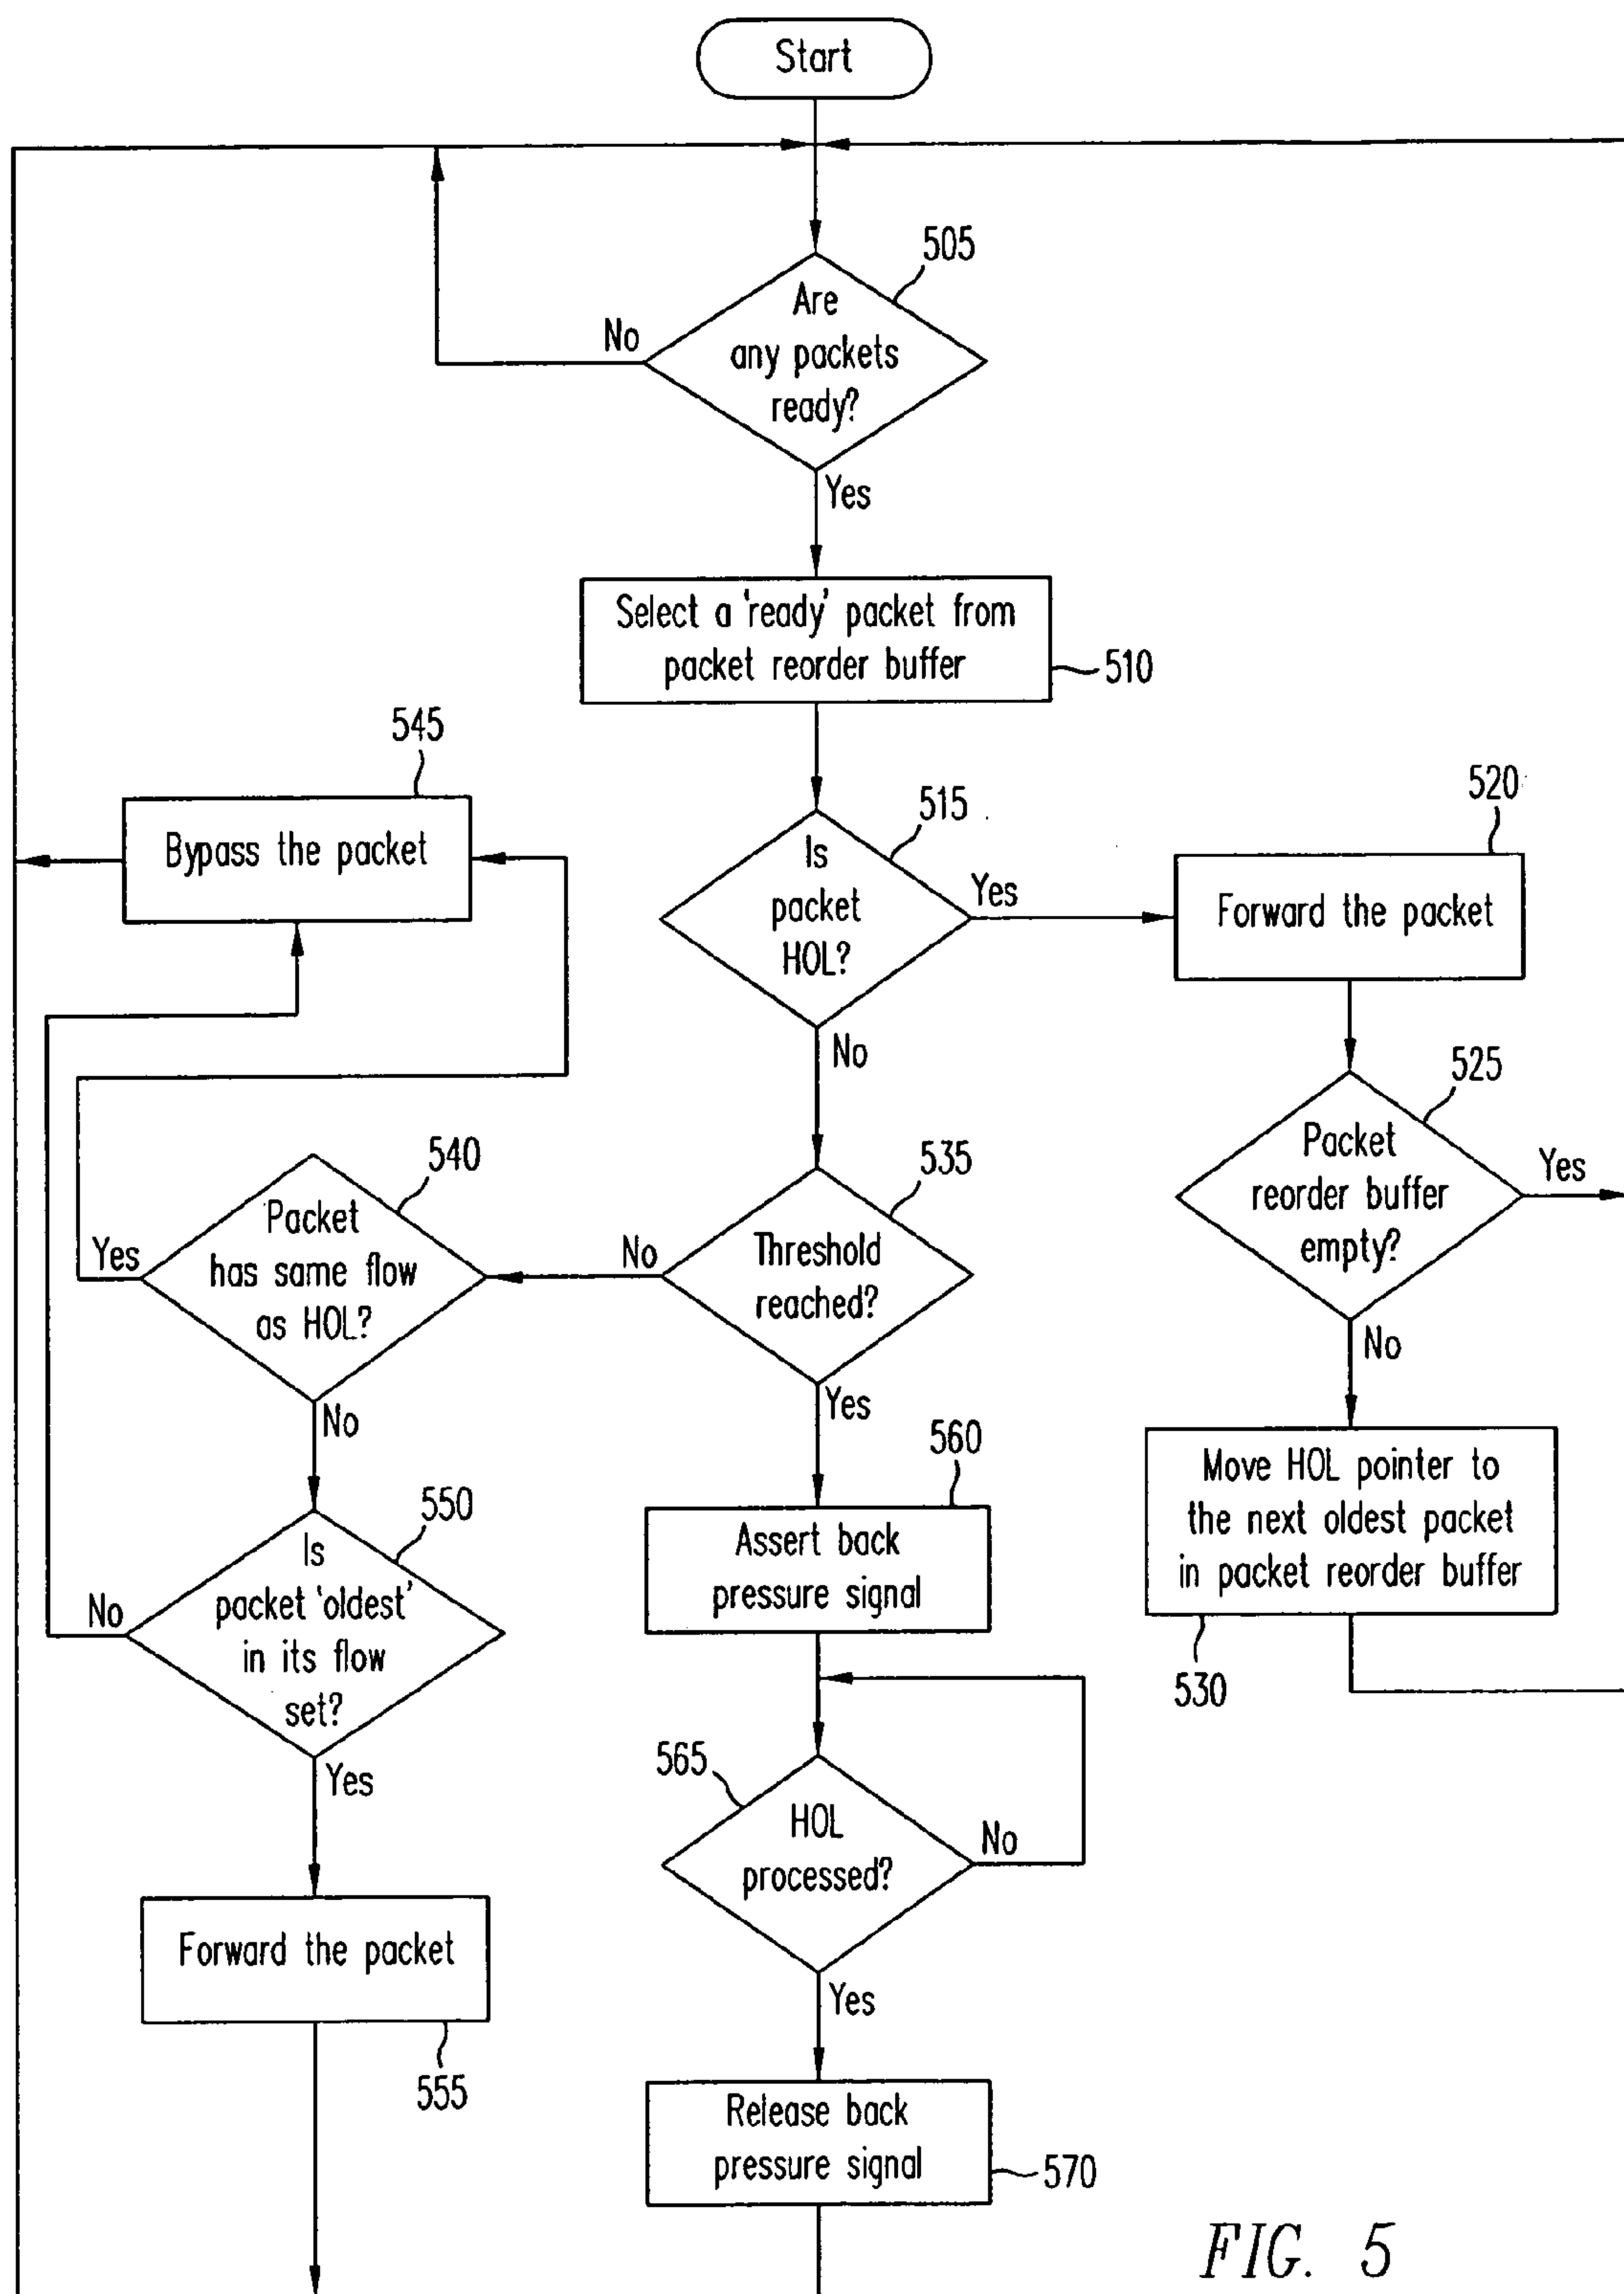 Start
505
Are
any packets
ready?
No
Yes
Select a 'ready' packet from
packet reorder buffer
510
545
Bypass the packet
515
Is
packet
HOL?
Yes
No
520
Forward the packet
525
Packet
reorder buffer
empty?
Yes
No
540
Packet
has same flow
as HOL?
Yes
No
535
Threshold
reached?
No
Yes
Move HOL pointer to
the next oldest packet
in packet reorder buffer
530
550
Is
packet 'oldest'
in its flow
set?
No
Yes
560
Assert back
pressure signal
565
HOL
processed?
No
Yes
Forward the packet
555
Release back
pressure signal
570
FIG. 5